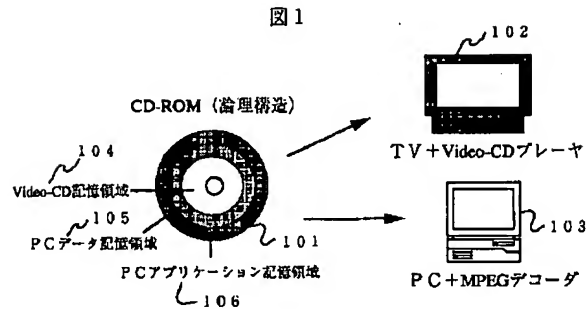 図1
102
CD-ROM (論理構造)
104
TV+Video-CDプレーヤ
Video-CD記憶領域
105
PCデータ記憶領域
101
103
PCアプリケーション記憶領域
PC+MPEGデコーダ
106